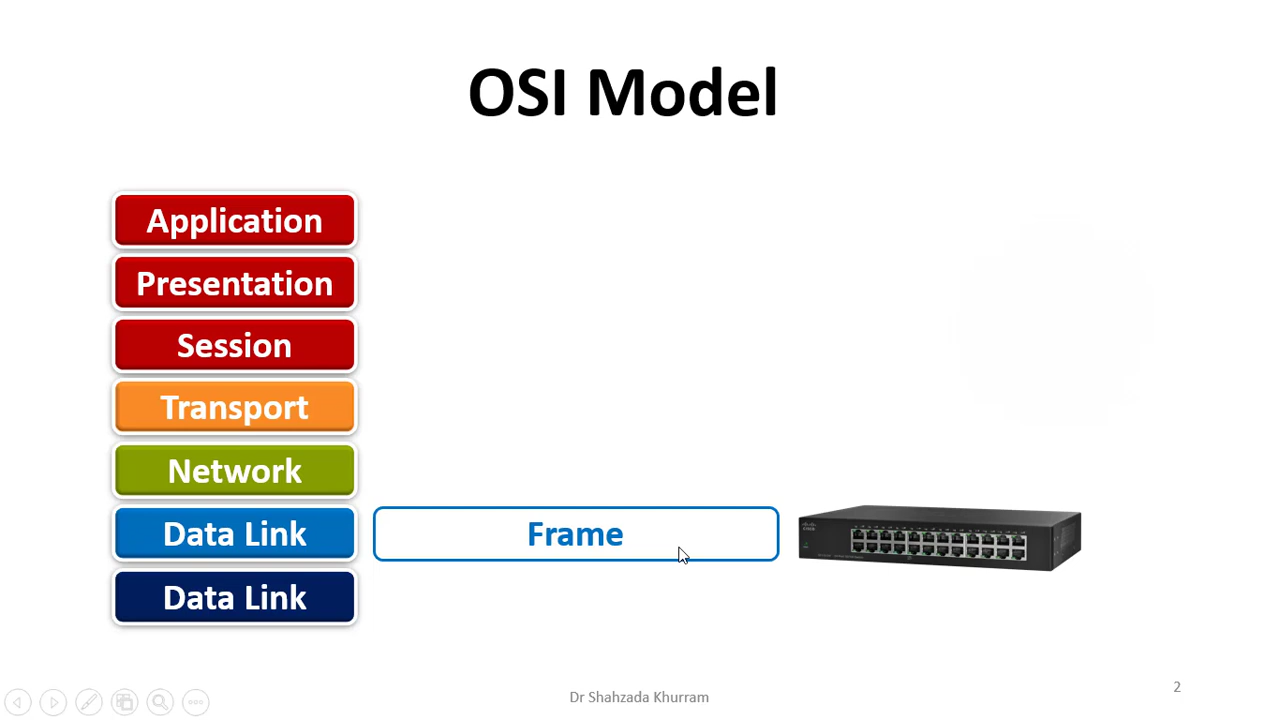 OSI Model
Application
Presentation
Session
Transport
Network
Data Link
Frame
Data Link
Dr Shahzada Khurram
2